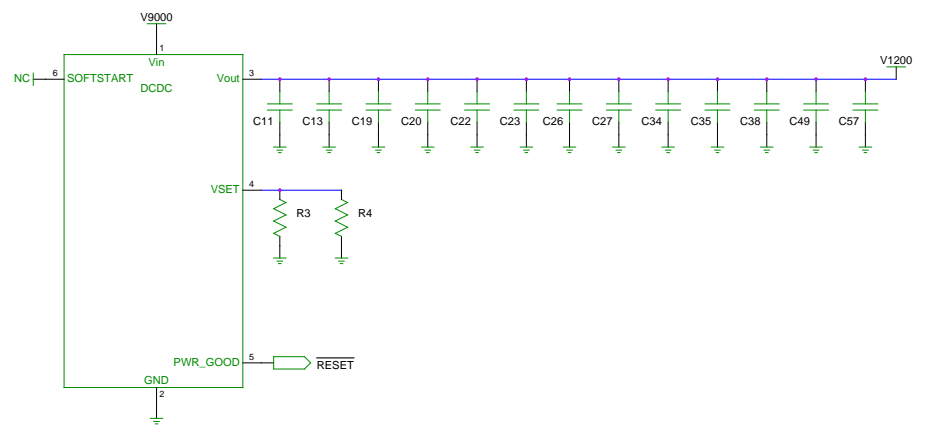 V9000
1
Vin
NC 6 SOFTSTART Vout 3 V1200
DCDC
C11 C13 C19 C20 C22 C23 C26 C27 C34 C35 C38 C49 C57
VSET 4
R3 R4
PWR_GOOD 5 RESET
GND
2